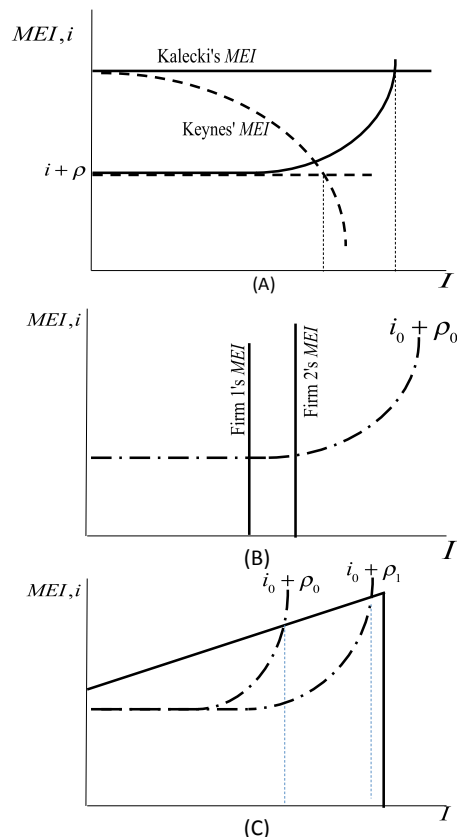 MEI,i
Kalecki's MEI
Keynes' MEI
i + ρ
I
(A)
MEI,i
i₀ + ρ₀
Firm 1's MEI
Firm 2's MEI
I
(B)
i₀ + ρ₀
i₀ + ρ₁
MEI,i
I
(C)